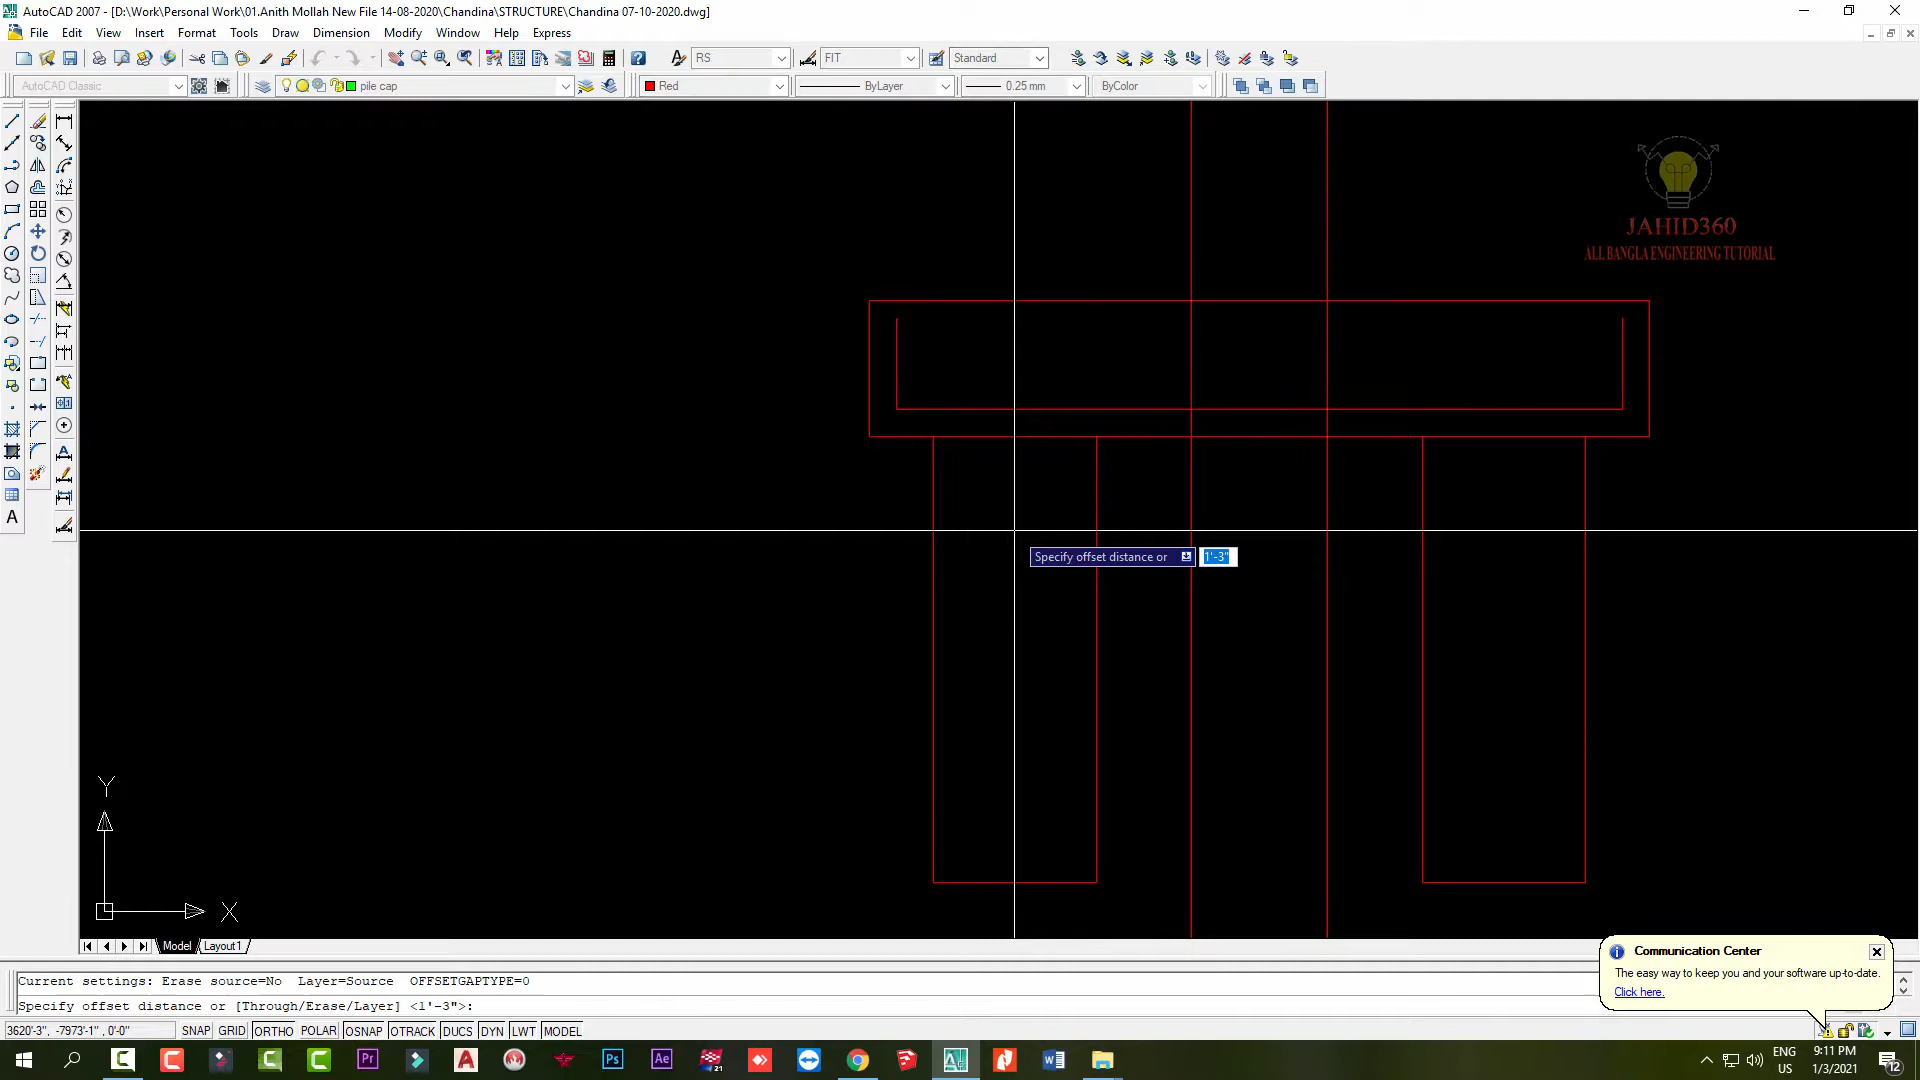 AutoCAD 2007 - [D:\Work\Personal Work\01.Anith Mollah New File 14-08-2020\Chandina\STRUCTURE\Chandina 07-10-2020.dwg]
File Edit View Insert Format Tools Draw Dimension Modify Window Help Express
RS FIT Standard
AutoCAD Classic pile cap Red ByLayer 0.25 mm ByColor
JAHID360
ALL BANGLA ENGINEERING TUTORIAL
Specify offset distance or 1'-3"
Y
X
A
Model Layout1
Communication Center
The easy way to keep you and your software up-to-date.
Click here.
Current settings: Erase source=No Layer=Source OFFSETGAPTYPE=0
Specify offset distance or [Through/Erase/Layer] <1'-3">:
3620'-3", -7973'-1" , 0'-0" SNAP GRID ORTHO POLAR OSNAP OTRACK DUCS DYN LWT MODEL
Pr Ps Ae 21
ENG
US
9:11 PM
1/3/2021
12